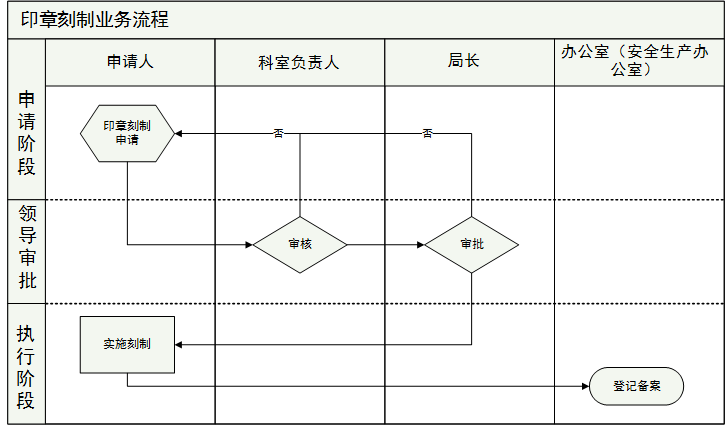 印章刻制业务流程
申请人
科室负责人
局长
办公室（安全生产办
公室）
申请阶段
印章刻制
申请
否
否
领导审批
审核
审批
执行阶段
实施刻制
登记备案